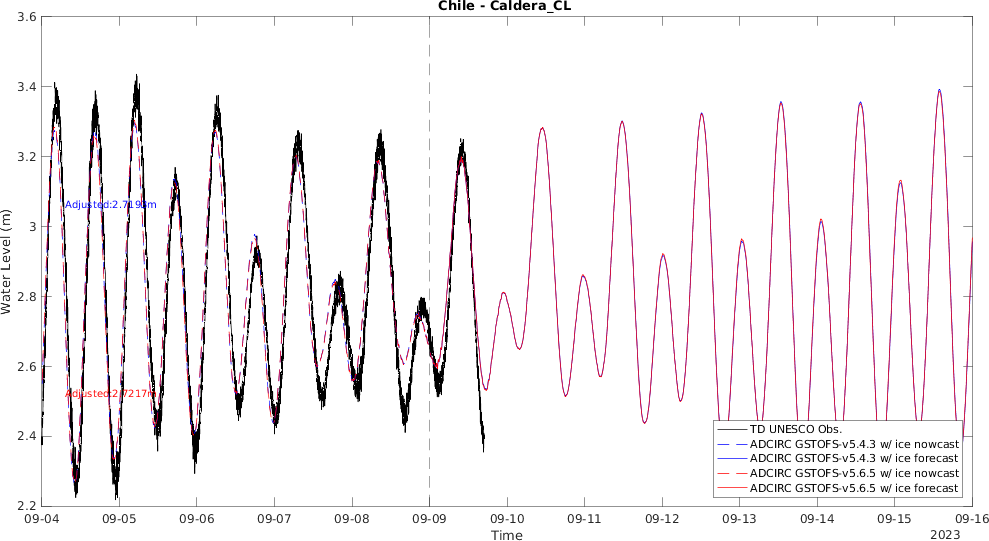 Chile - Caldera_CL
3.6
3.4
3.2
3
2.8
2.6
2.4
2.2
Water Level (m)
Adjusted:2.7193m
Adjusted:2.7217m
TD UNESCO Obs.
ADCIRC GSTOFS-v5.4.3 w/ ice nowcast
ADCIRC GSTOFS-v5.4.3 w/ ice forecast
ADCIRC GSTOFS-v5.6.5 w/ ice nowcast
ADCIRC GSTOFS-v5.6.5 w/ ice forecast
09-04 09-05 09-06 09-07 09-08 09-09 09-10 09-11 09-12 09-13 09-14 09-15 09-16
Time
2023